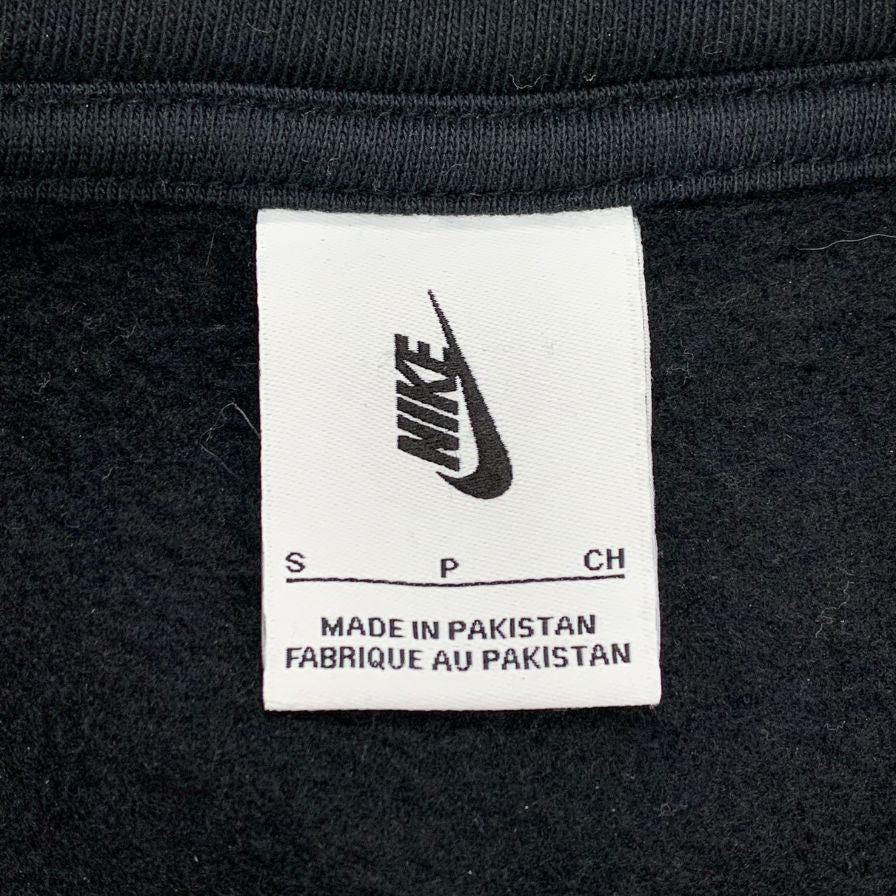 NIKE
S P CH
MADE IN PAKISTAN
FABRIQUE AU PAKISTAN